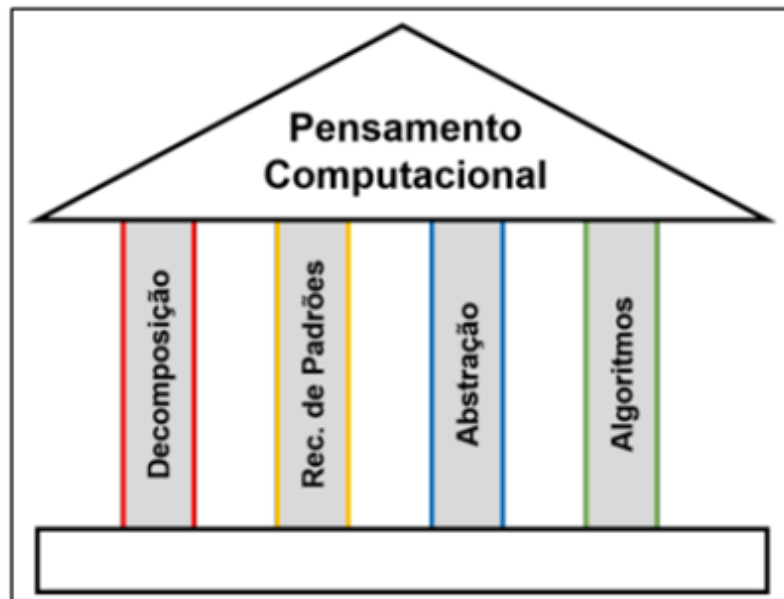 Pensamento
Computacional
Decomposição
Rec. de Padrões
Abstração
Algoritmos